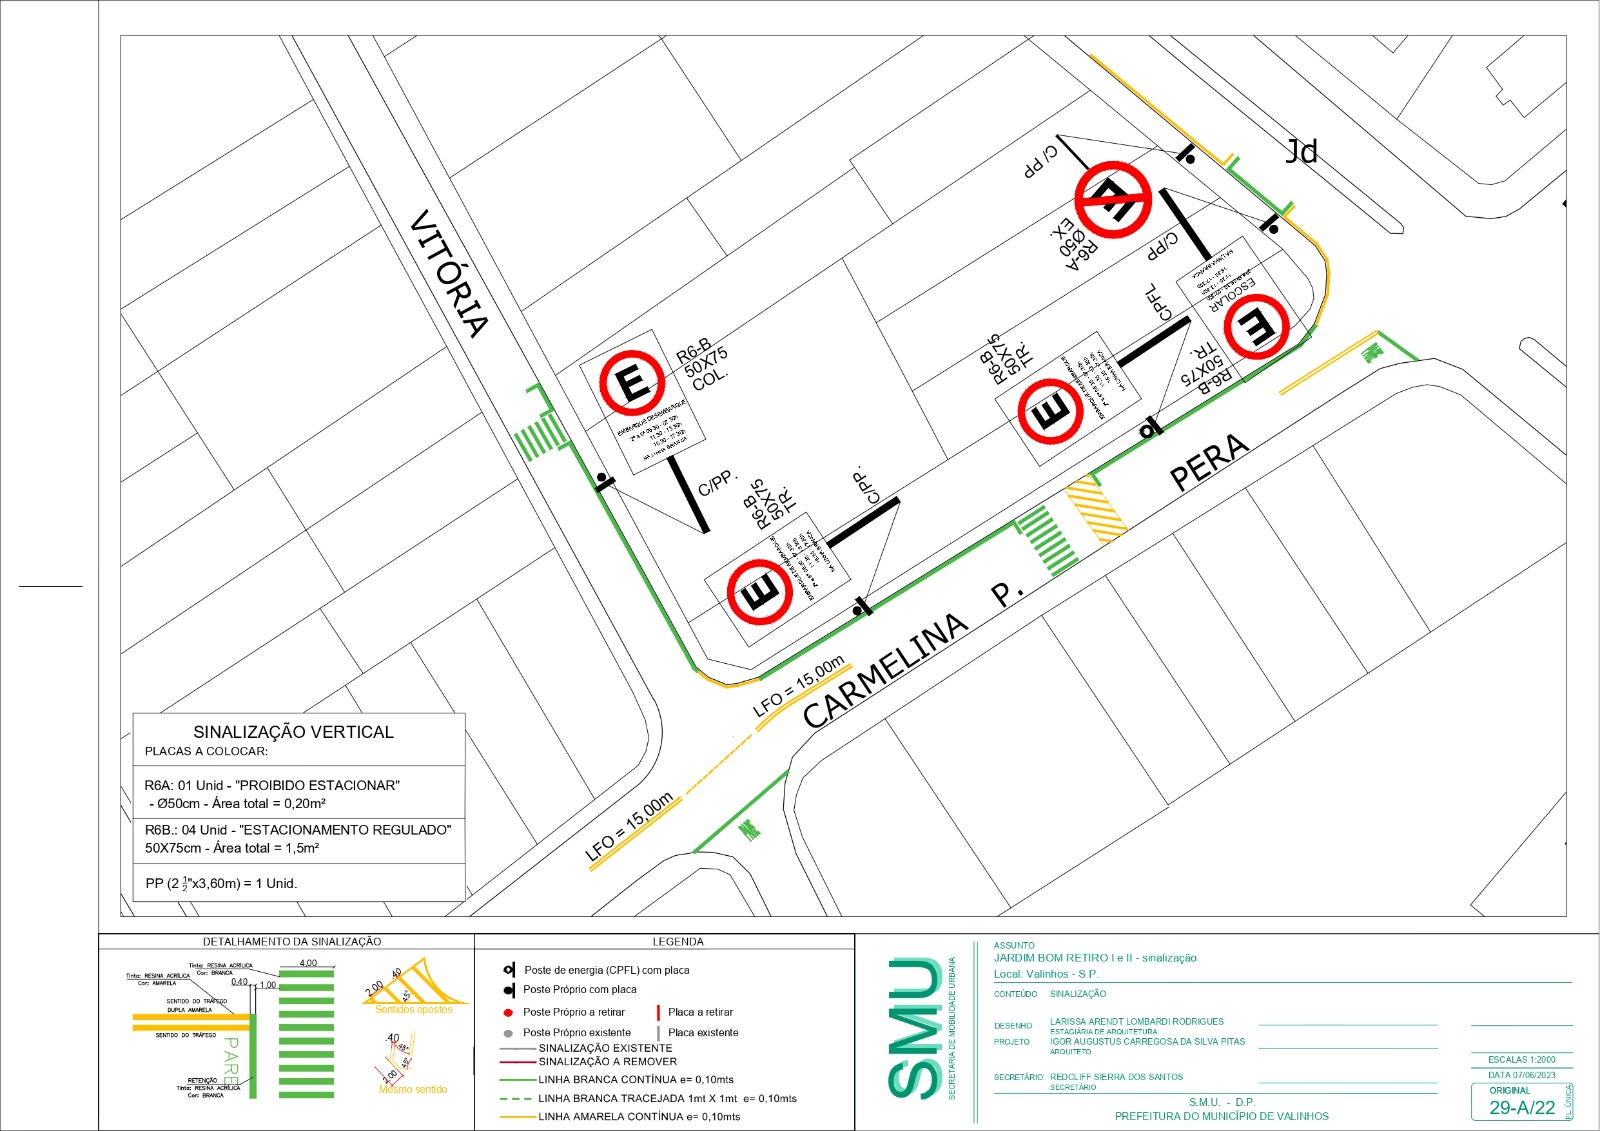 Jd
VITÓRIA
C/ PP
R6-A
Ø50
EX.
C/PP
ESCOLAR
E
R6-B
50X75
TR.
CPFL
R6-B
50X75
TR.
E
E
R6-B
50X75
COL.
EMBARQUE DESEMBARQUE
C/PP.
R6-B
50X75
TR.
E
C/PP.
PERA
CARMELINA P.
LFO = 15,00m
LFO = 15,00m
PARE
PARE
SINALIZAÇÃO VERTICAL
PLACAS A COLOCAR:
R6A: 01 Unid - "PROIBIDO ESTACIONAR"
- Ø50cm - Área total = 0,20m²
R6B.: 04 Unid - "ESTACIONAMENTO REGULADO"
50X75cm - Área total = 1,5m²
PP (2 1/2"x3,60m) = 1 Unid.
DETALHAMENTO DA SINALIZAÇÃO
Tinta: RESINA ACRÍLICA
Cor: BRANCA
Tinta: RESINA ACRÍLICA
Cor: AMARELA
4.00
0.40
1.00
SENTIDO DO TRÁFEGO
DUPLA AMARELA
SENTIDO DO TRÁFEGO
PARE
RETENÇÃO
Tinta: RESINA ACRÍLICA
Cor: BRANCA
2.00
.40
45°
Sentidos opostos
.40
45°
45°
2.00
Mesmo sentido
LEGENDA
Poste de energia (CPFL) com placa
Poste Próprio com placa
Poste Próprio a retirar
Placa a retirar
Poste Próprio existente
Placa existente
SINALIZAÇÃO EXISTENTE
SINALIZAÇÃO A REMOVER
LINHA BRANCA CONTÍNUA e= 0,10mts
LINHA BRANCA TRACEJADA 1mt X 1mt e= 0,10mts
LINHA AMARELA CONTÍNUA e= 0,10mts
SMU
SECRETARIA DE MOBILIDADE URBANA
ASSUNTO
JARDIM BOM RETIRO I e II - sinalização
Local: Valinhos - S.P.
CONTEÚDO SINALIZAÇÃO
DESENHO LARISSA ARENDT LOMBARDI RODRIGUES
ESTAGIÁRIA DE ARQUITETURA
PROJETO IGOR AUGUSTUS CARREGOSA DA SILVA PITAS
ARQUITETO
SECRETÁRIO: REDCLIFF SIERRA DOS SANTOS
SECRETÁRIO
S.M.U. - D.P.
PREFEITURA DO MUNICÍPIO DE VALINHOS
ESCALAS 1:2000
DATA 07/06/2023
ORIGINAL
29-A/22
FL. ÚNICA